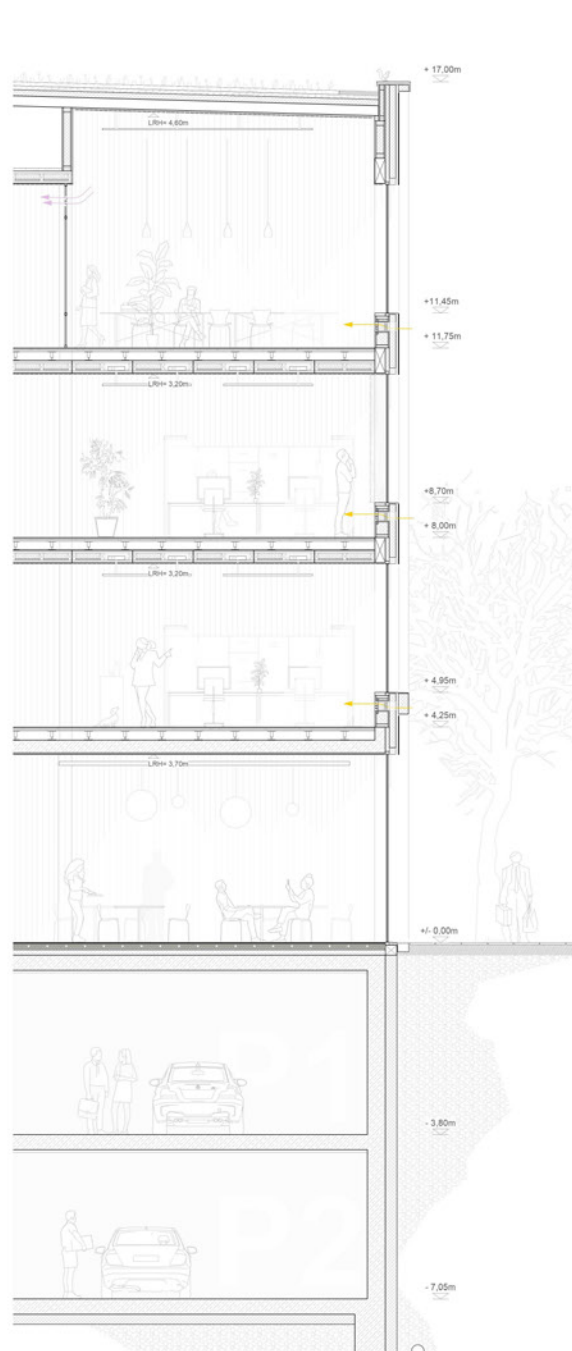 + 17,00m
LRH= 4,60m
+11,45m
+ 11,75m
LRH= 3,20m
+8,70m
+ 8,00m
LRH= 3,20m
+ 4,95m
+ 4,25m
LRH= 3,70m
+/- 0,00m
P1
- 3,80m
P2
- 7,05m